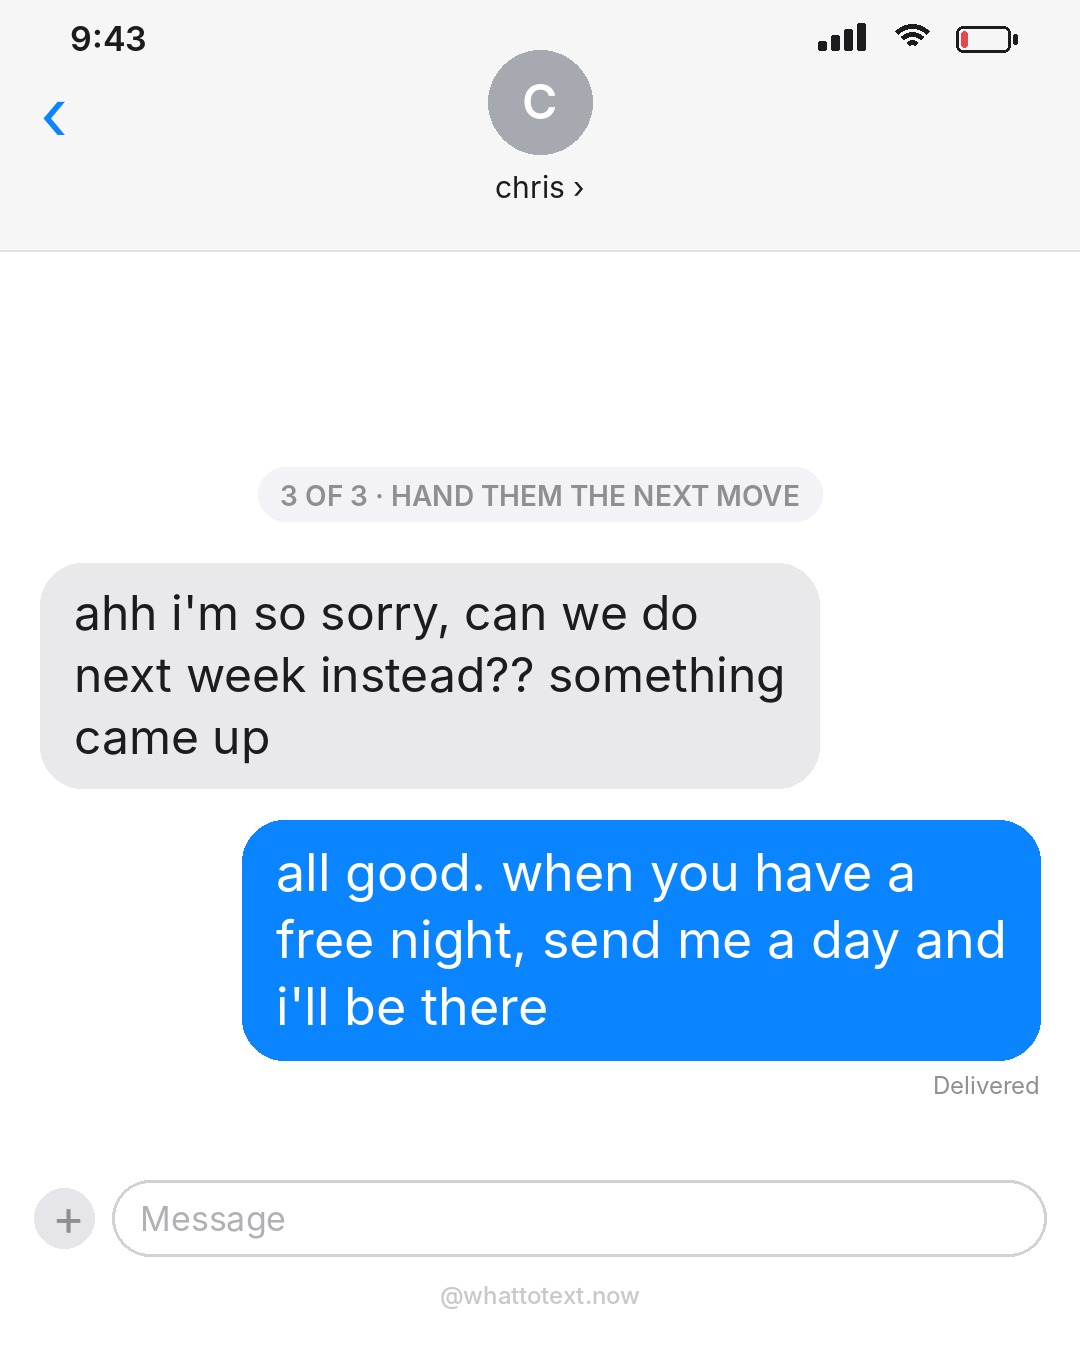 9:43
C
chris ›
3 OF 3 · HAND THEM THE NEXT MOVE
ahh i'm so sorry, can we do
next week instead?? something
came up
all good. when you have a
free night, send me a day and
i'll be there
Delivered
+
Message
@whattotext.now